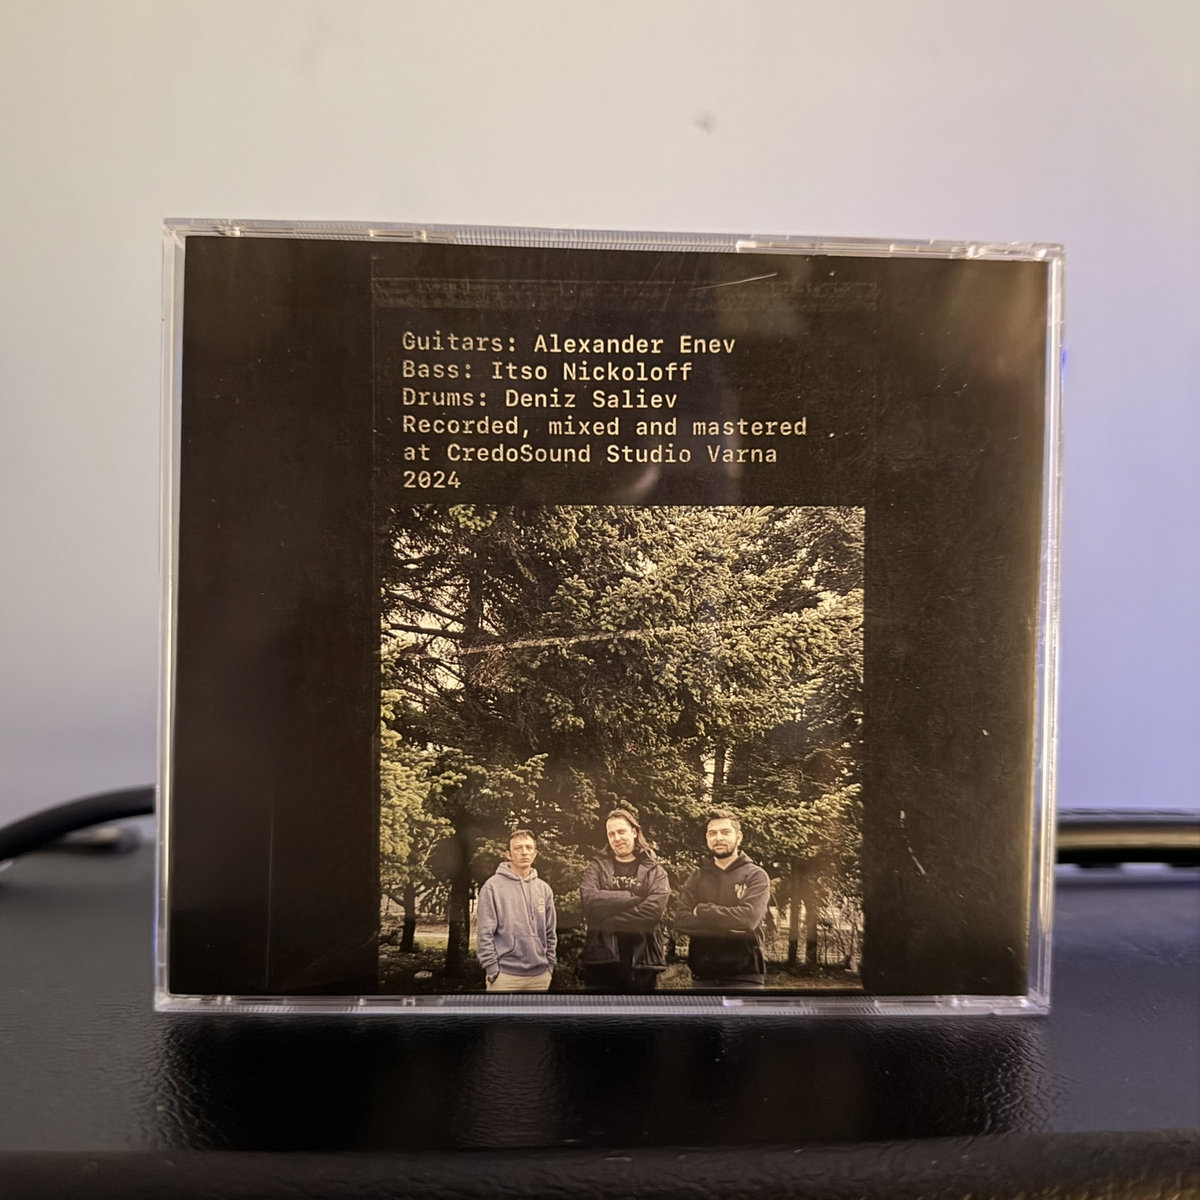 Guitars: Alexander Enev
Bass: Itso Nickoloff
Drums: Deniz Saliev
Recorded, mixed and mastered
at CredoSound Studio Varna
2024